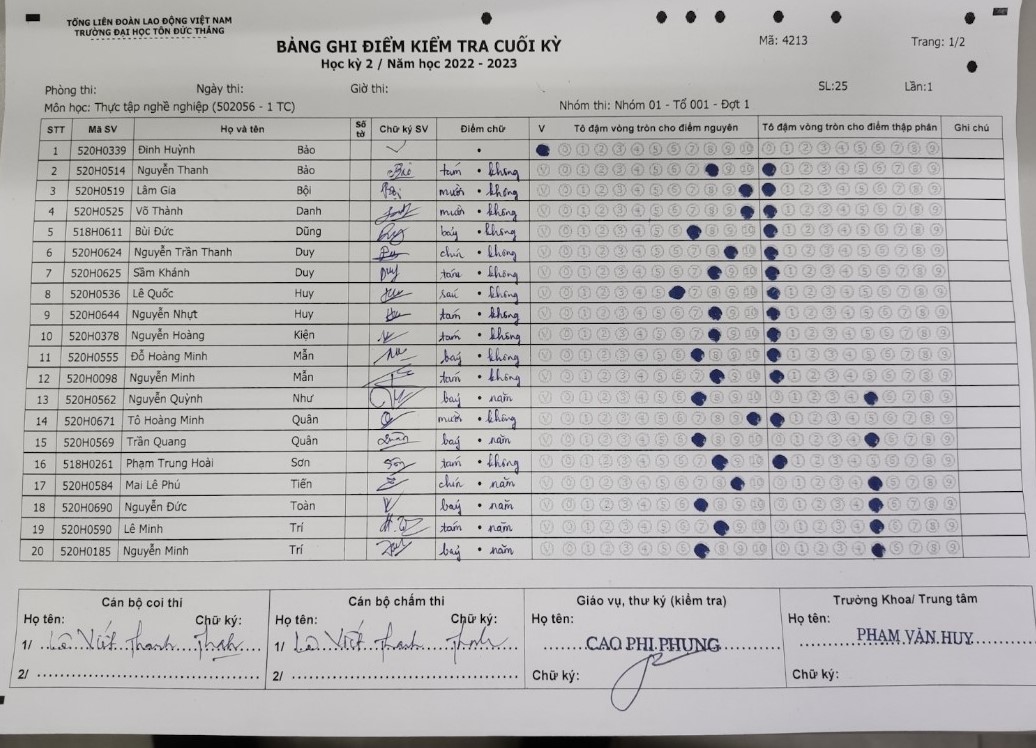 TỔNG LIÊN ĐOÀN LAO ĐỘNG VIỆT NAM
TRƯỜNG ĐẠI HỌC TÔN ĐỨC THẮNG
BẢNG GHI ĐIỂM KIỂM TRA CUỐI KỲ
Mã: 4213 Trang: 1/2
Học kỳ 2 / Năm học 2022 - 2023
Phòng thi: Ngày thi: Giờ thi: SL:25 Lần:1
Môn học: Thực tập nghề nghiệp (502056 - 1 TC) Nhóm thi: Nhóm 01 - Tổ 001 - Đợt 1
STT Mã SV Họ và tên Số tờ Chữ ký SV Điểm chữ V Tô đậm vòng tròn cho điểm nguyên Tô đậm vòng tròn cho điểm thập phân Ghi chú
1 520H0339 Đinh Huỳnh Bảo
2 520H0514 Nguyễn Thanh Bảo tám không
3 520H0519 Lâm Gia Bội mười không
4 520H0525 Võ Thành Danh mười không
5 518H0611 Bùi Đức Dũng bảy không
6 520H0624 Nguyễn Trần Thanh Duy chín không
7 520H0625 Sầm Khánh Duy tám không
8 520H0536 Lê Quốc Huy sáu không
9 520H0644 Nguyễn Nhựt Huy tám không
10 520H0378 Nguyễn Hoàng Kiện tám không
11 520H0555 Đỗ Hoàng Minh Mẫn bảy không
12 520H0098 Nguyễn Minh Mẫn tám không
13 520H0562 Nguyễn Quỳnh Như bảy năm
14 520H0671 Tô Hoàng Minh Quân mười không
15 520H0569 Trần Quang Quân bảy năm
16 518H0261 Phạm Trung Hoài Sơn tám không
17 520H0584 Mai Lê Phú Tiến chín năm
18 520H0690 Nguyễn Đức Toàn bảy năm
19 520H0590 Lê Minh Trí tám năm
20 520H0185 Nguyễn Minh Trí bảy năm
Cán bộ coi thi Cán bộ chấm thi Giáo vụ, thư ký (kiểm tra) Trưởng Khoa/ Trung tâm
Họ tên: Chữ ký: Họ tên: Chữ ký: Họ tên: Họ tên:
1/ Lê Viết Thanh Thanh 1/ Lê Viết Thanh Thanh CAO PHI PHỤNG PHẠM VĂN HUY
2/ 2/ Chữ ký: Chữ ký: